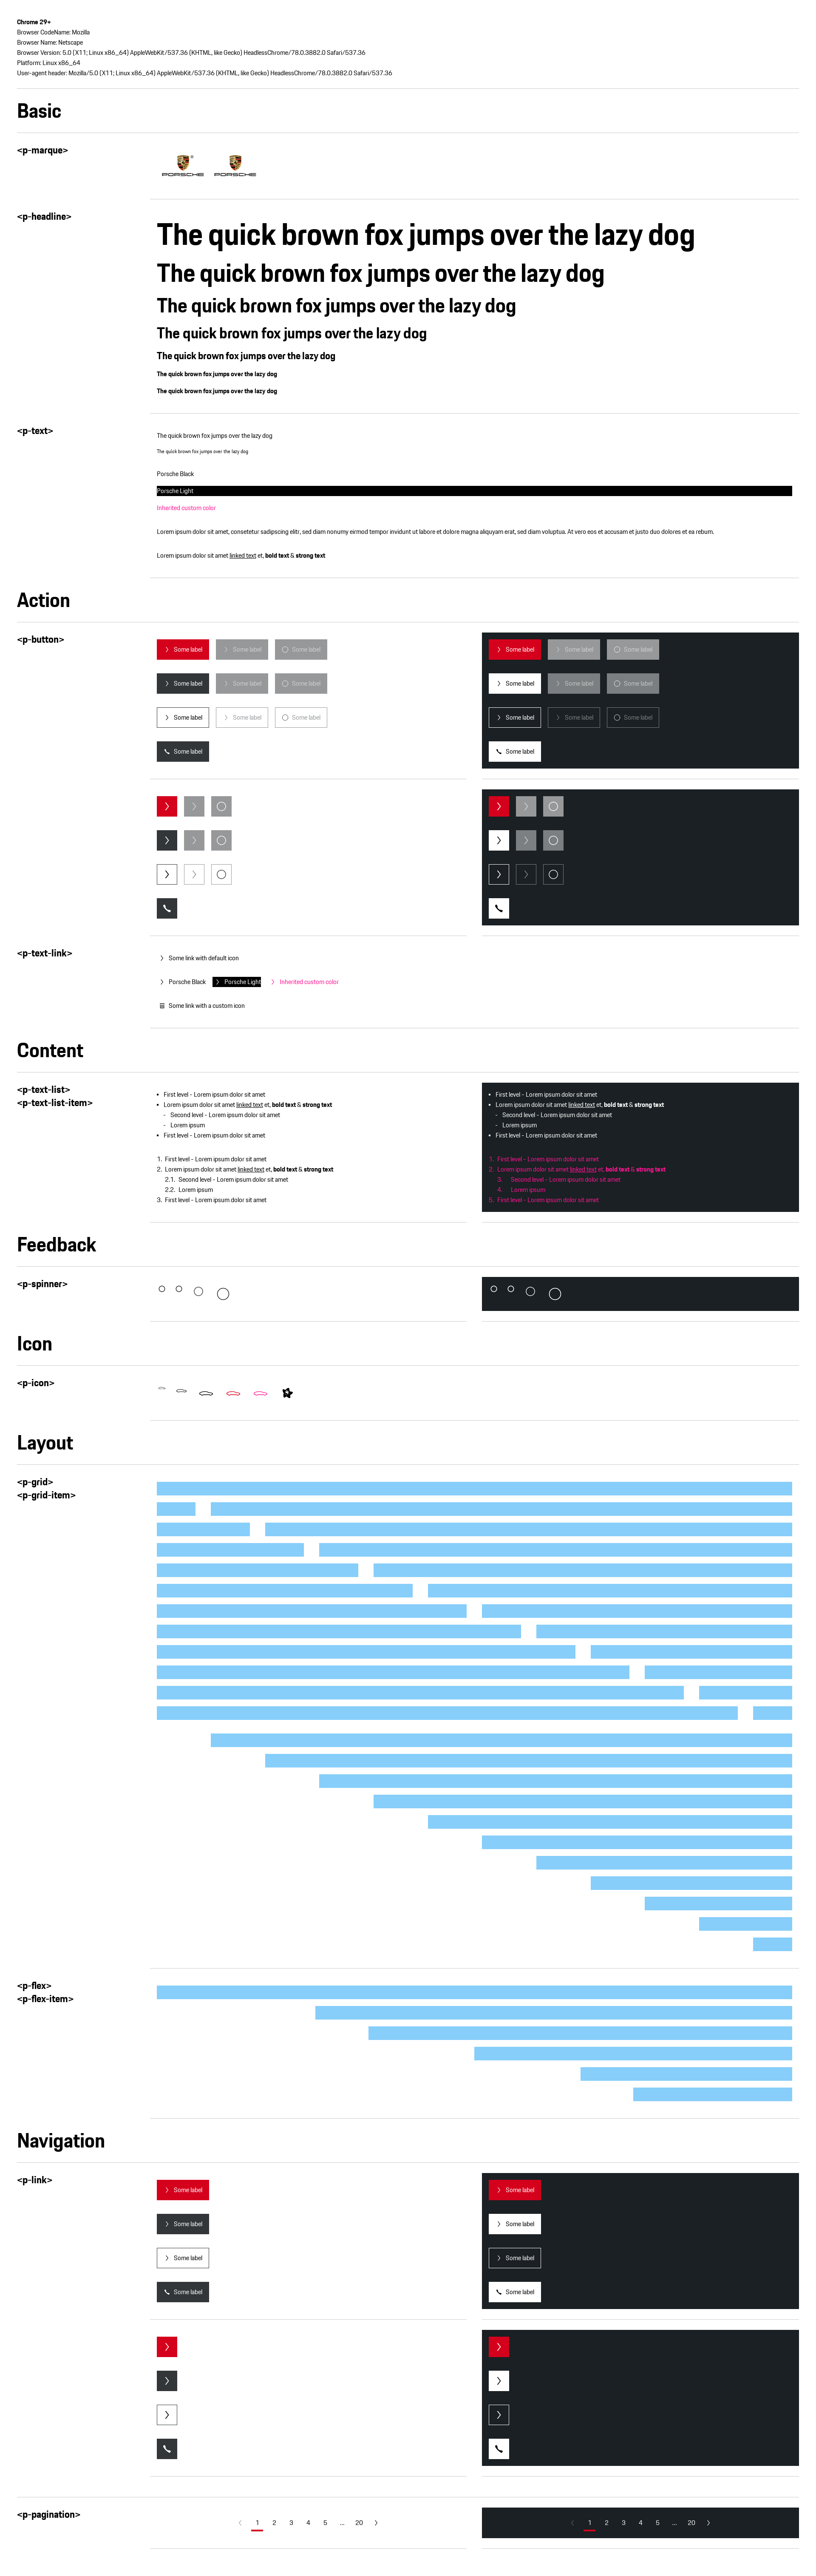 Chrome 29+
Browser CodeName: Mozilla
Browser Name: Netscape
Browser Version: 5.0 (X11; Linux x86_64) AppleWebKit/537.36 (KHTML, like Gecko) HeadlessChrome/78.0.3882.0 Safari/537.36
Platform: Linux x86_64
User-agent header: Mozilla/5.0 (X11; Linux x86_64) AppleWebKit/537.36 (KHTML, like Gecko) HeadlessChrome/78.0.3882.0 Safari/537.36
Basic
<p-marque>
PORSCHE PORSCHE
<p-headline>
The quick brown fox jumps over the lazy dog
The quick brown fox jumps over the lazy dog
The quick brown fox jumps over the lazy dog
The quick brown fox jumps over the lazy dog
The quick brown fox jumps over the lazy dog
The quick brown fox jumps over the lazy dog
The quick brown fox jumps over the lazy dog
<p-text>
The quick brown fox jumps over the lazy dog
The quick brown fox jumps over the lazy dog
Porsche Black
Porsche Light
Inherited custom color
Lorem ipsum dolor sit amet, consetetur sadipscing elitr, sed diam nonumy eirmod tempor invidunt ut labore et dolore magna aliquyam erat, sed diam voluptua. At vero eos et accusam et justo duo dolores et ea rebum.
Lorem ipsum dolor sit amet linked text et, bold text & strong text
Action
<p-button>
Some label Some label Some label
Some label Some label Some label
Some label Some label Some label
Some label
Some label Some label Some label
Some label Some label Some label
Some label Some label Some label
Some label
<p-text-link>
Some link with default icon
Porsche Black Porsche Light Inherited custom color
Some link with a custom icon
Content
<p-text-list>
<p-text-list-item>
• First level - Lorem ipsum dolor sit amet
• Lorem ipsum dolor sit amet linked text et, bold text & strong text
- Second level - Lorem ipsum dolor sit amet
- Lorem ipsum
• First level - Lorem ipsum dolor sit amet
1. First level - Lorem ipsum dolor sit amet
2. Lorem ipsum dolor sit amet linked text et, bold text & strong text
2.1. Second level - Lorem ipsum dolor sit amet
2.2. Lorem ipsum
3. First level - Lorem ipsum dolor sit amet
• First level - Lorem ipsum dolor sit amet
• Lorem ipsum dolor sit amet linked text et, bold text & strong text
- Second level - Lorem ipsum dolor sit amet
- Lorem ipsum
• First level - Lorem ipsum dolor sit amet
1. First level - Lorem ipsum dolor sit amet
2. Lorem ipsum dolor sit amet linked text et, bold text & strong text
3. Second level - Lorem ipsum dolor sit amet
4. Lorem ipsum
5. First level - Lorem ipsum dolor sit amet
Feedback
<p-spinner>
Icon
<p-icon>
Layout
<p-grid>
<p-grid-item>
<p-flex>
<p-flex-item>
Navigation
<p-link>
Some label
Some label
Some label
Some label
Some label
Some label
Some label
Some label
<p-pagination>
1 2 3 4 5 ... 20
1 2 3 4 5 ... 20